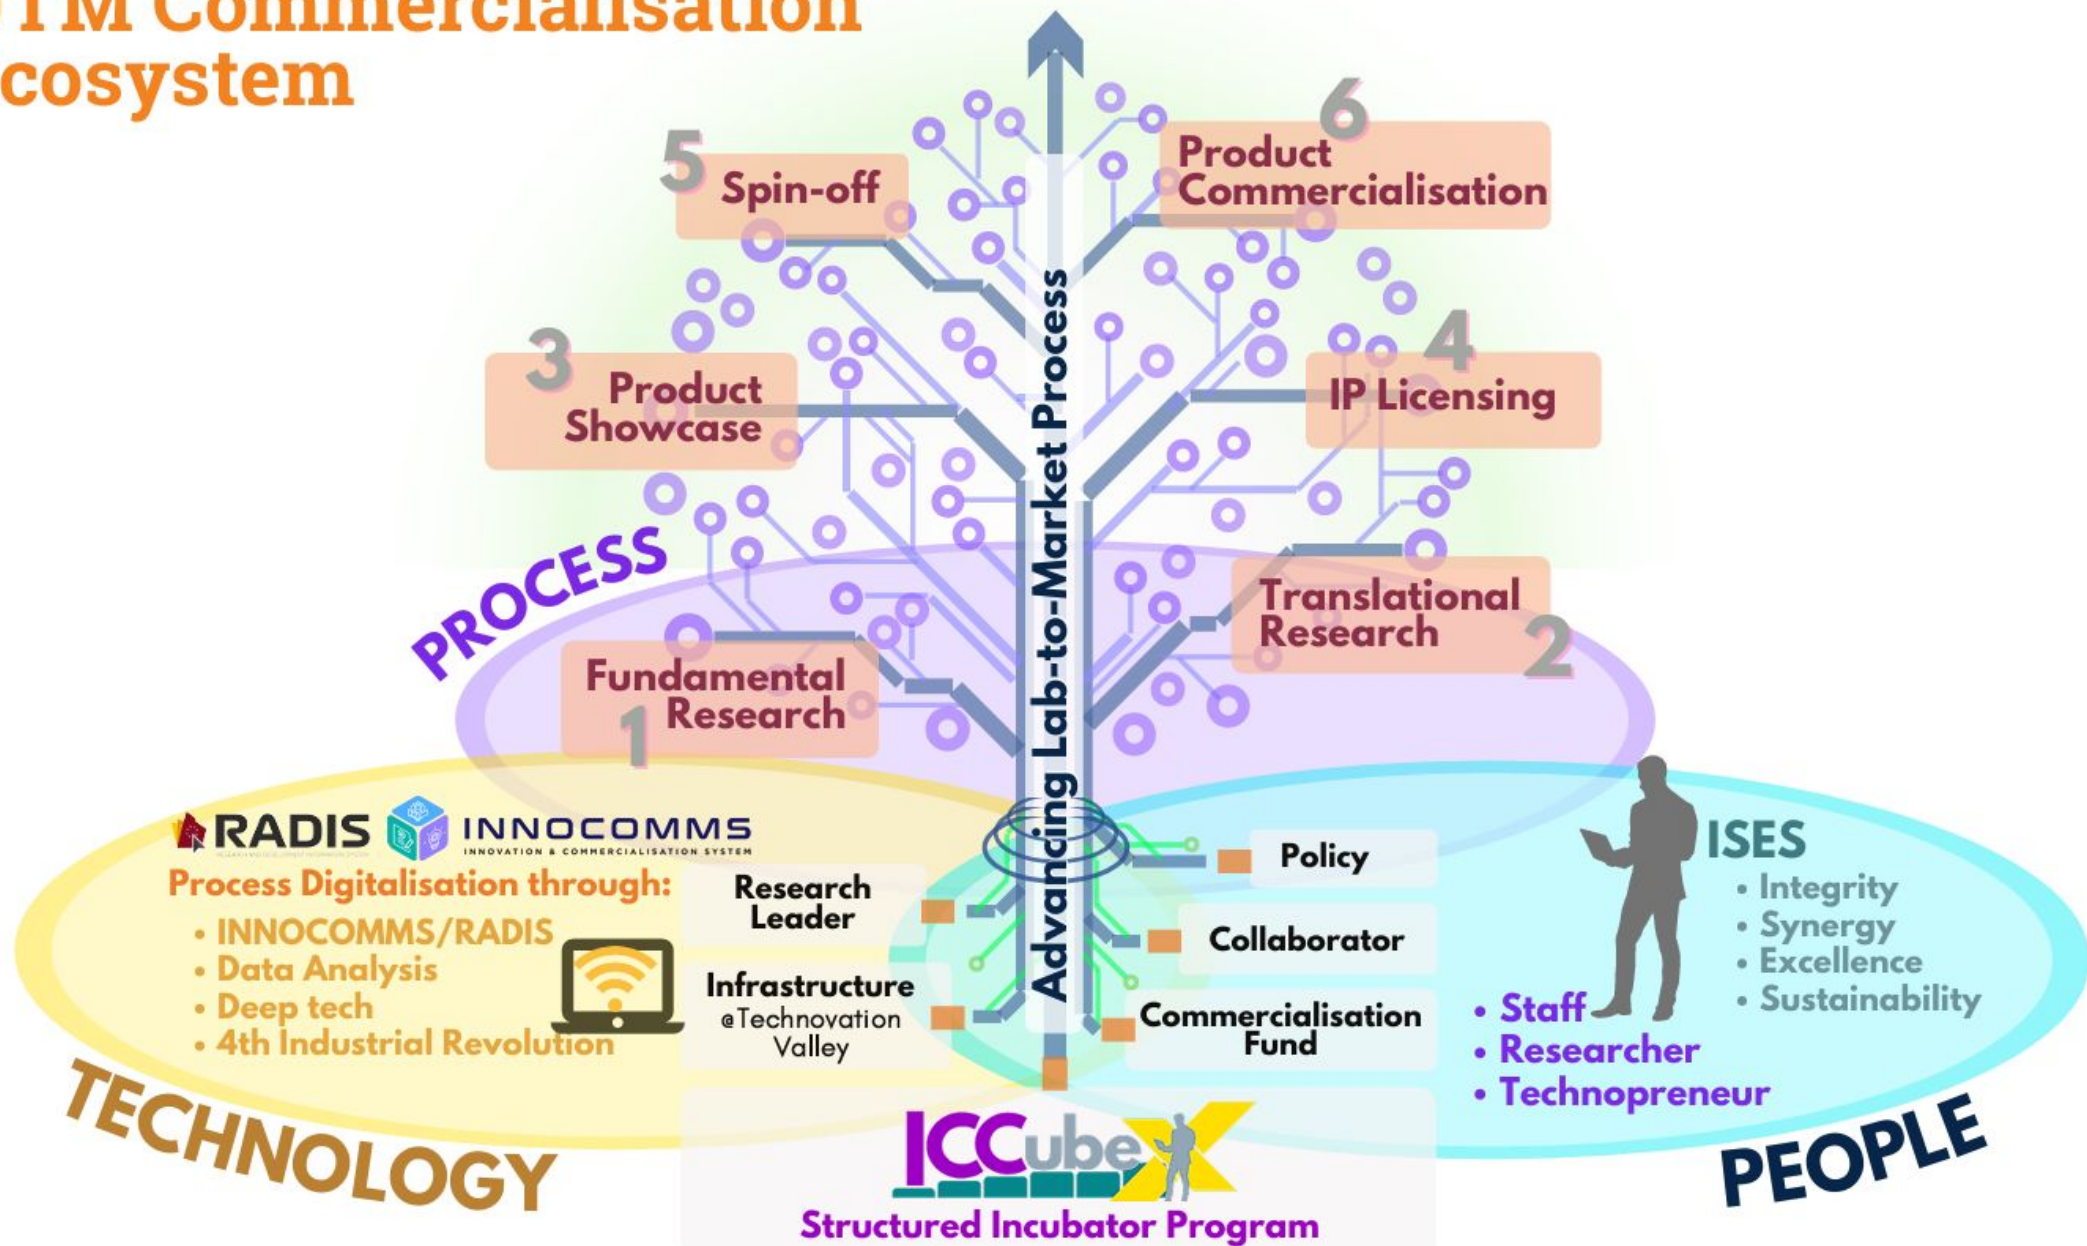 UTM Commercialisation
cosystem
5
Spin-off
6
Product
Commercialisation
3
Product
Showcase
4
IP Licensing
PROCESS
Translational
Research
2
Fundamental
Research
1
Advancing Lab-to-Market Process
RADIS
INNOCOMMS
INNOVATION & COMMERCIALISATION SYSTEM
Process Digitalisation through:
• INNOCOMMS/RADIS
• Data Analysis
• Deep tech
• 4th Industrial Revolution
TECHNOLOGY
Research
Leader
Infrastructure
@Technovation
Valley
Policy
Collaborator
Commercialisation
Fund
ISES
• Integrity
• Synergy
• Excellence
• Sustainability
• Staff
• Researcher
• Technopreneur
PEOPLE
ICCubeX
Structured Incubator Program